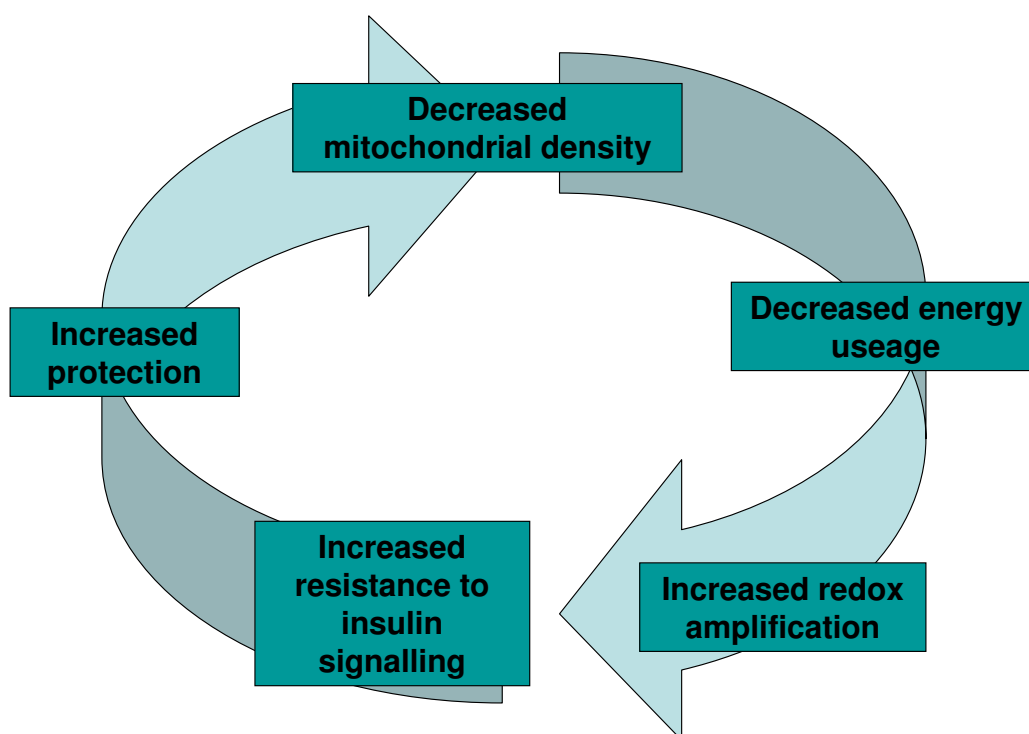 Decreased
mitochondrial density
Decreased energy
useage
Increased redox
amplification
Increased
resistance to
insulin
signalling
Increased
protection